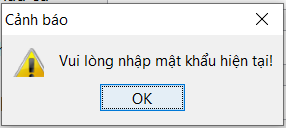 Cảnh báo
Vui lòng nhập mật khẩu hiện tại!
OK